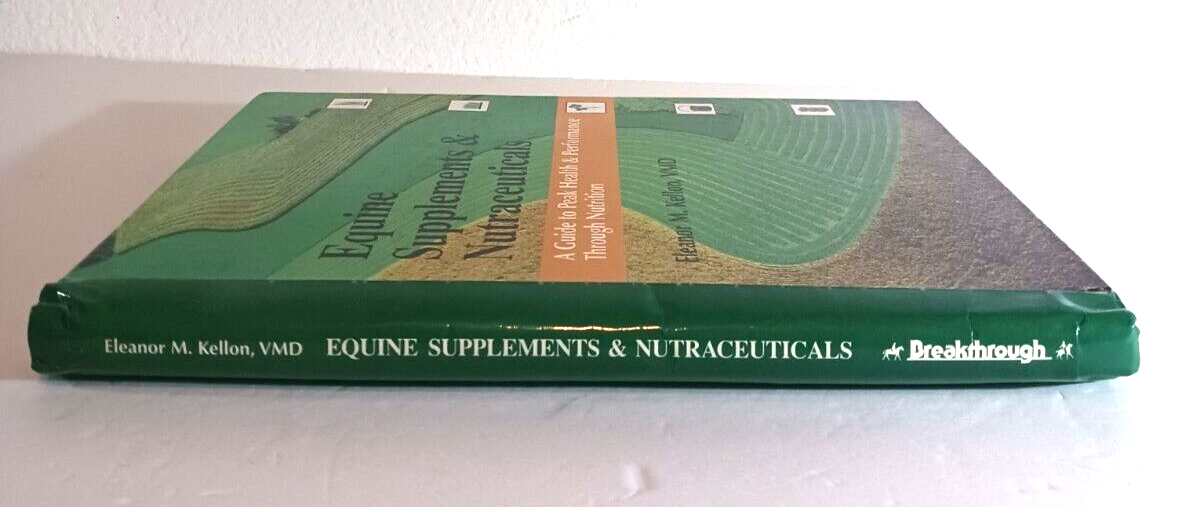 Equine
Supplements &
Nutraceuticals
A Guide to Peak Health & Performance
Through Nutrition
Eleanor M. Kellon, VMD
Eleanor M. Kellon, VMD EQUINE SUPPLEMENTS & NUTRACEUTICALS Breakthrough